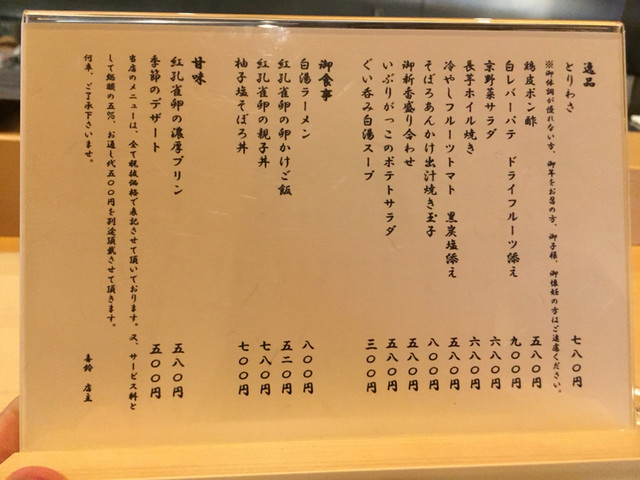 逸品
とりわさ 七八〇円
※御体調が優れない方、御年をお召の方、御子様、御懐妊の方はご遠慮ください。
鶏皮ポン酢 五八〇円
白レバーパテ ドライフルーツ添え 九〇〇円
京野菜サラダ 六八〇円
長芋ホイル焼き 六八〇円
冷やしフルーツトマト 黒炭塩添え 五八〇円
そぼろあんかけ出汁焼き玉子 八〇〇円
御新香盛り合わせ 五八〇円
いぶりがっこのポテトサラダ 五八〇円
ぐい呑み白湯スープ 三〇〇円
御食事
白湯ラーメン 八〇〇円
紅孔雀卵の卵かけご飯 五二〇円
紅孔雀卵の親子丼 七八〇円
柚子塩そぼろ丼 七〇〇円
甘味
紅孔雀卵の濃厚プリン 五八〇円
季節のデザート 五〇〇円
当店のメニューは、全て税抜価格で表記させて頂いております。又、サービス料と
して総額の五%、お通し代五〇〇円を別途頂戴させて頂きます。
何卒、ご了承下さいませ。
喜鈴 店主